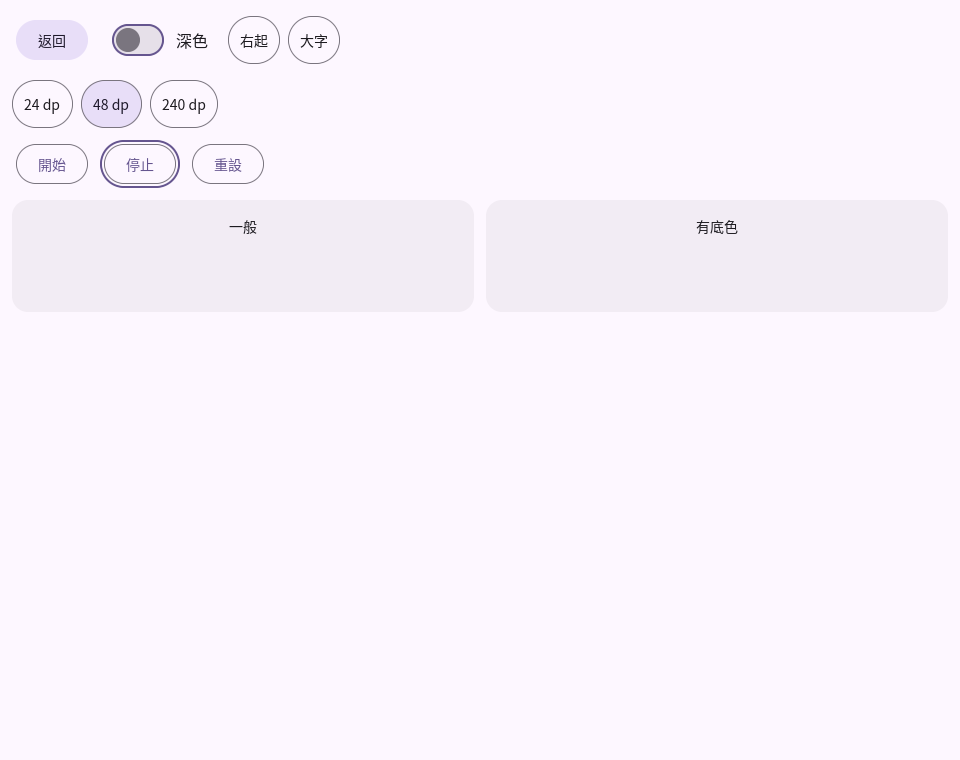 返回 深色 右起 大字
24 dp 48 dp 240 dp
開始 停止 重設
一般 有底色